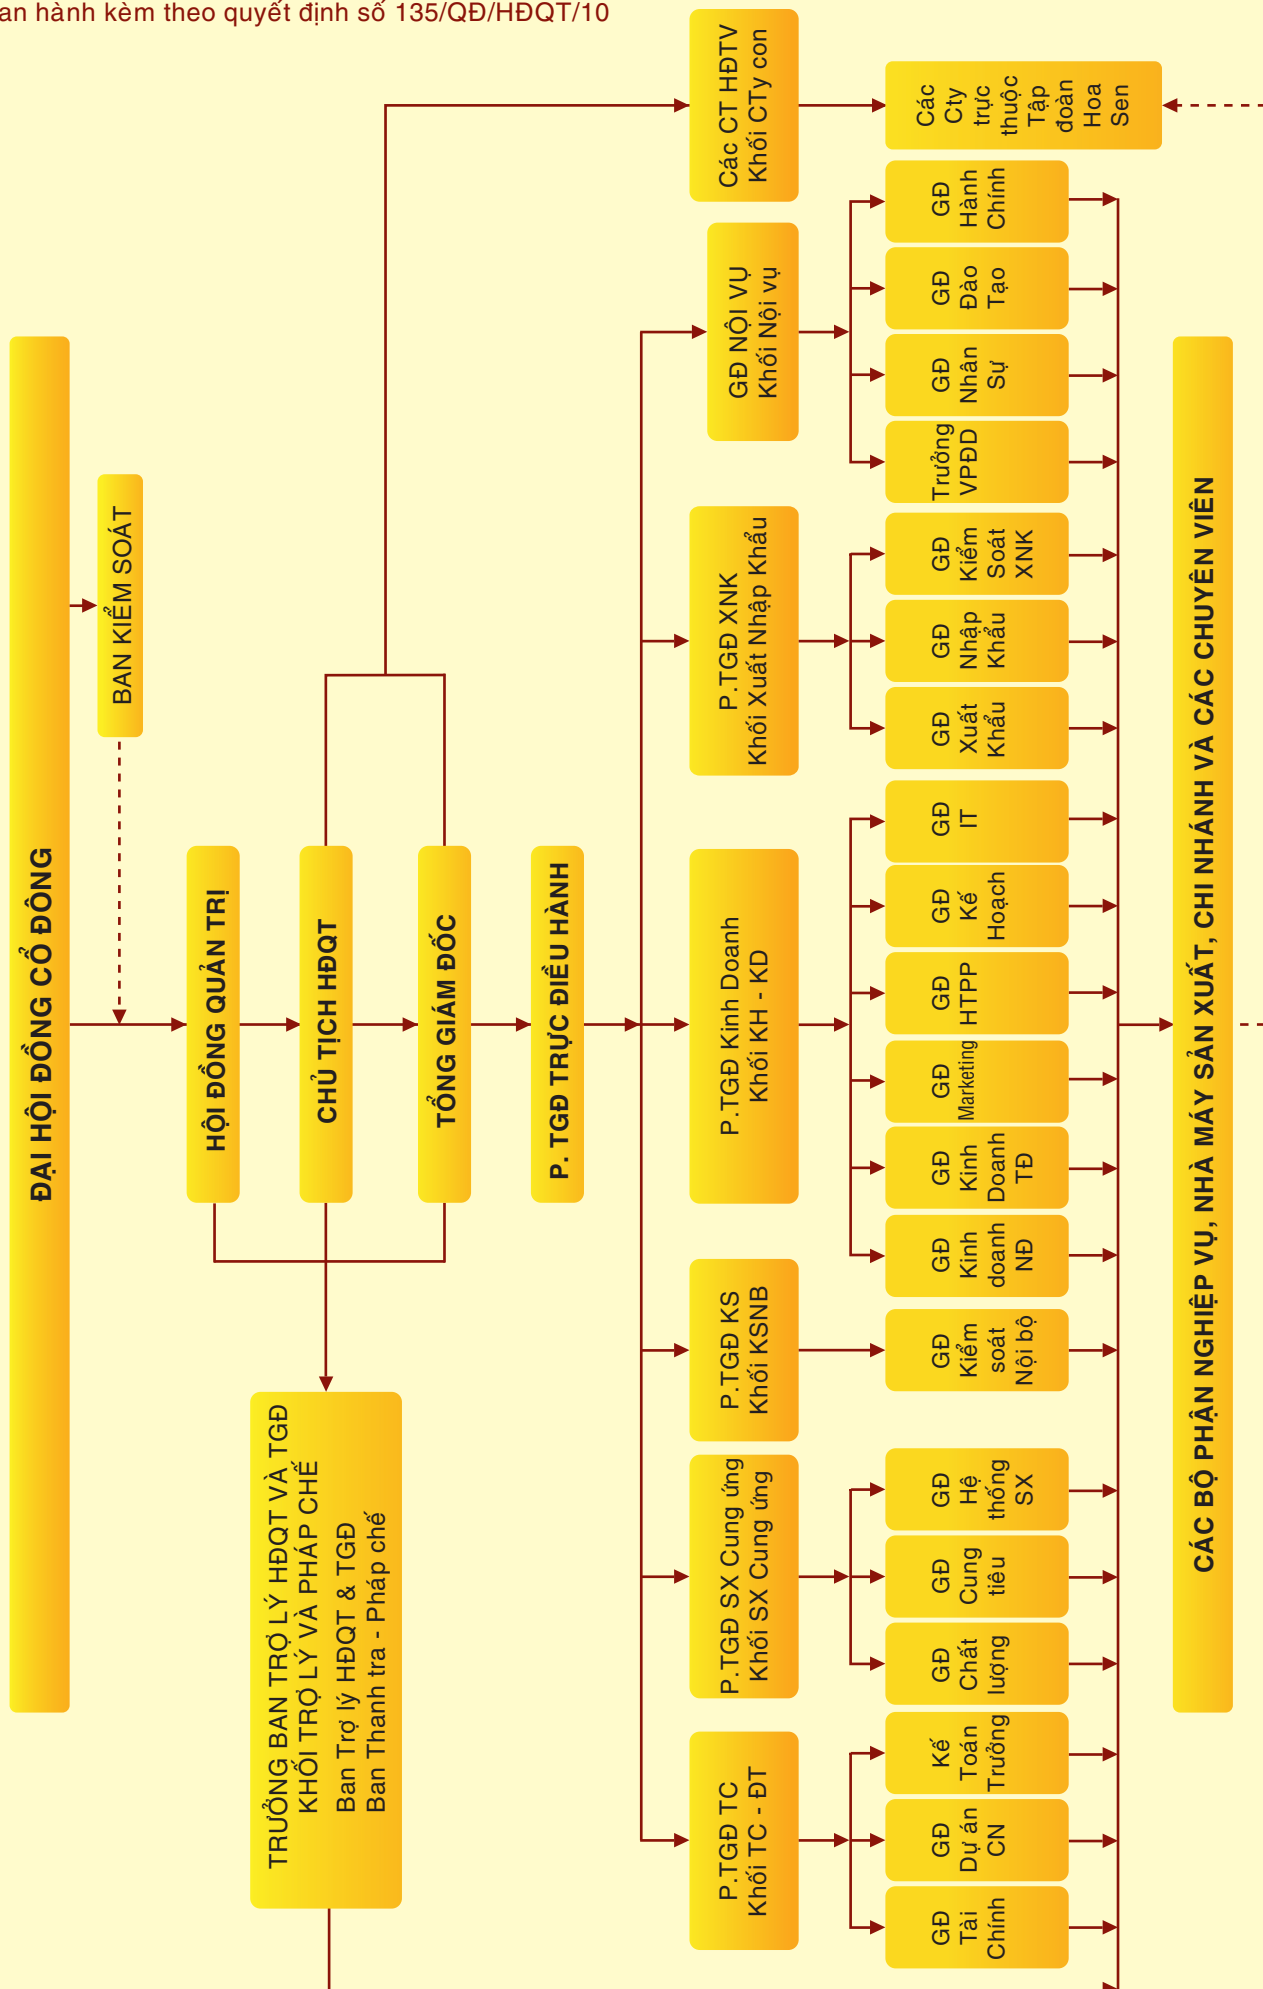 an hành kèm theo quyết định số 135/QĐ/HĐQT/10
ĐẠI HỘI ĐỒNG CỔ ĐÔNG
BAN KIỂM SOÁT
HỘI ĐỒNG QUẢN TRỊ
CHỦ TỊCH HĐQT
TỔNG GIÁM ĐỐC
P. TGĐ TRỰC ĐIỀU HÀNH
TRƯỞNG BAN TRỢ LÝ HĐQT VÀ TGĐ
KHỐI TRỢ LÝ VÀ PHÁP CHẾ
Ban Trợ lý HĐQT & TGĐ
Ban Thanh tra - Pháp chế
P.TGĐ TC
Khối TC - ĐT
P.TGĐ SX Cung ứng
Khối SX Cung ứng
P.TGĐ KS
Khối KSNB
P.TGĐ Kinh Doanh
Khối KH - KD
P.TGĐ XNK
Khối Xuất Nhập Khẩu
GĐ NỘI VỤ
Khối Nội vụ
Các CT HĐTV
Khối CTy con
GĐ
Tài
Chính
GĐ
Dự án
CN
Kế
Toán
Trưởng
GĐ
Chất
lượng
GĐ
Cung
tiêu
GĐ
Hệ
thống
SX
GĐ
Kiểm
soát
Nội bộ
GĐ
Kinh
doanh
NĐ
GĐ
Kinh
Doanh
TĐ
GĐ
Marketing
GĐ
HTPP
GĐ
Kế
Hoạch
GĐ
IT
GĐ
Xuất
Khẩu
GĐ
Nhập
Khẩu
GĐ
Kiểm
Soát
XNK
Trưởng
VPĐD
GĐ
Nhân
Sự
GĐ
Đào
Tạo
GĐ
Hành
Chính
Các
Cty
trực
thuộc
Tập
đoàn
Hoa
Sen
CÁC BỘ PHẬN NGHIỆP VỤ, NHÀ MÁY SẢN XUẤT, CHI NHÁNH VÀ CÁC CHUYÊN VIÊN